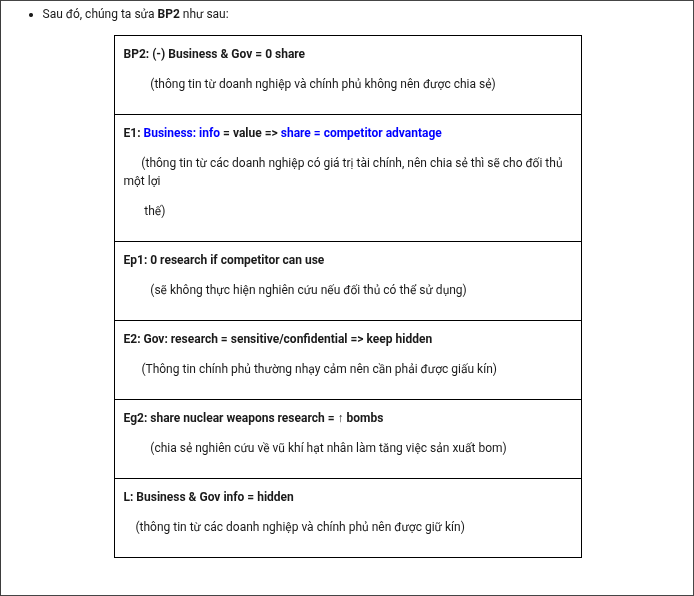 Sau đó, chúng ta sửa BP2 như sau:
BP2: (-) Business & Gov = 0 share
(thông tin từ doanh nghiệp và chính phủ không nên được chia sẻ)
E1: Business: info = value => share = competitor advantage
(thông tin từ các doanh nghiệp có giá trị tài chính, nên chia sẻ thì sẽ cho đối thủ
một lợi
thế)
Ep1: 0 research if competitor can use
(sẽ không thực hiện nghiên cứu nếu đối thủ có thể sử dụng)
E2: Gov: research = sensitive/confidential => keep hidden
(Thông tin chính phủ thường nhạy cảm nên cần phải được giấu kín)
Eg2: share nuclear weapons research = ↑ bombs
(chia sẻ nghiên cứu về vũ khí hạt nhân làm tăng việc sản xuất bom)
L: Business & Gov info = hidden
(thông tin từ các doanh nghiệp và chính phủ nên được giữ kín)